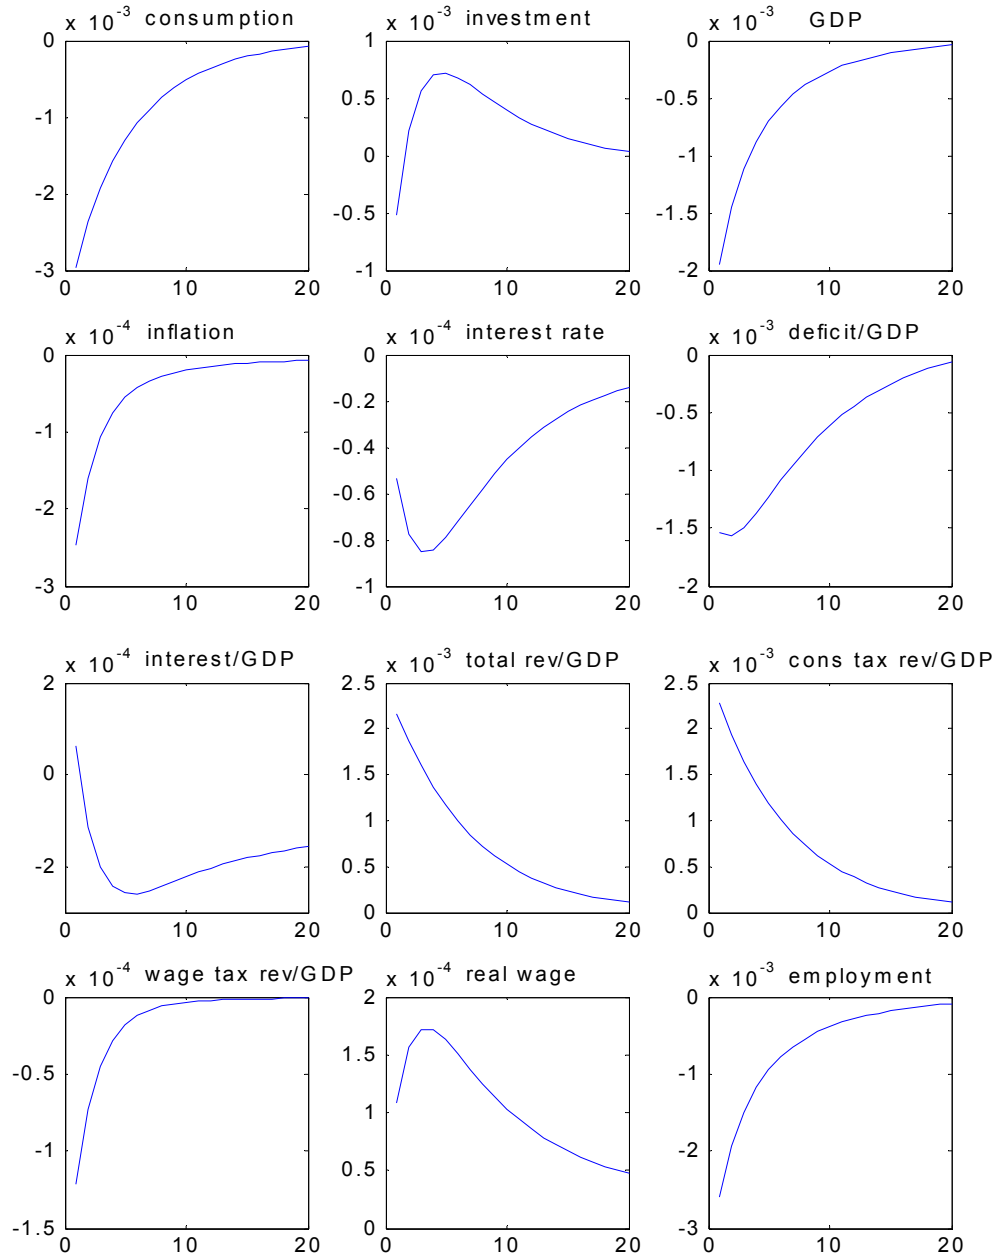 x 10^-3 consumption
x 10^-3 investment
x 10^-3 GDP
0
-1
-2
-3
0 10 20
1
0.5
0
-0.5
-1
0 10 20
0
-0.5
-1
-1.5
-2
0 10 20
x 10^-4 inflation
x 10^-4 interest rate
x 10^-3 deficit/GDP
0
-1
-2
-3
0 10 20
0
-0.2
-0.4
-0.6
-0.8
-1
0 10 20
0
-0.5
-1
-1.5
-2
0 10 20
x 10^-4 interest/GDP
x 10^-3 total rev/GDP
x 10^-3 cons tax rev/GDP
2
0
-2
0 10 20
2.5
2
1.5
1
0.5
0
0 10 20
2.5
2
1.5
1
0.5
0
0 10 20
x 10^-4 wage tax rev/GDP
x 10^-4 real wage
x 10^-3 employment
0
-0.5
-1
-1.5
0 10 20
2
1.5
1
0.5
0
0 10 20
0
-1
-2
-3
0 10 20